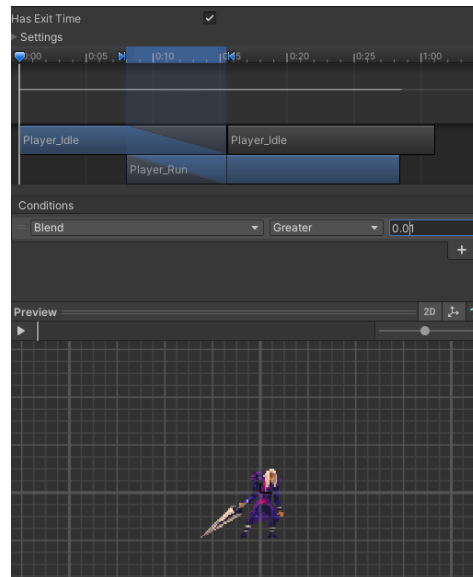 Has Exit Time
Settings
0:00 0:05 0:10 0:15 0:20 0:25 1:00
Player_Idle Player_Idle
Player_Run
Conditions
Blend Greater 0.01
+
Preview 2D